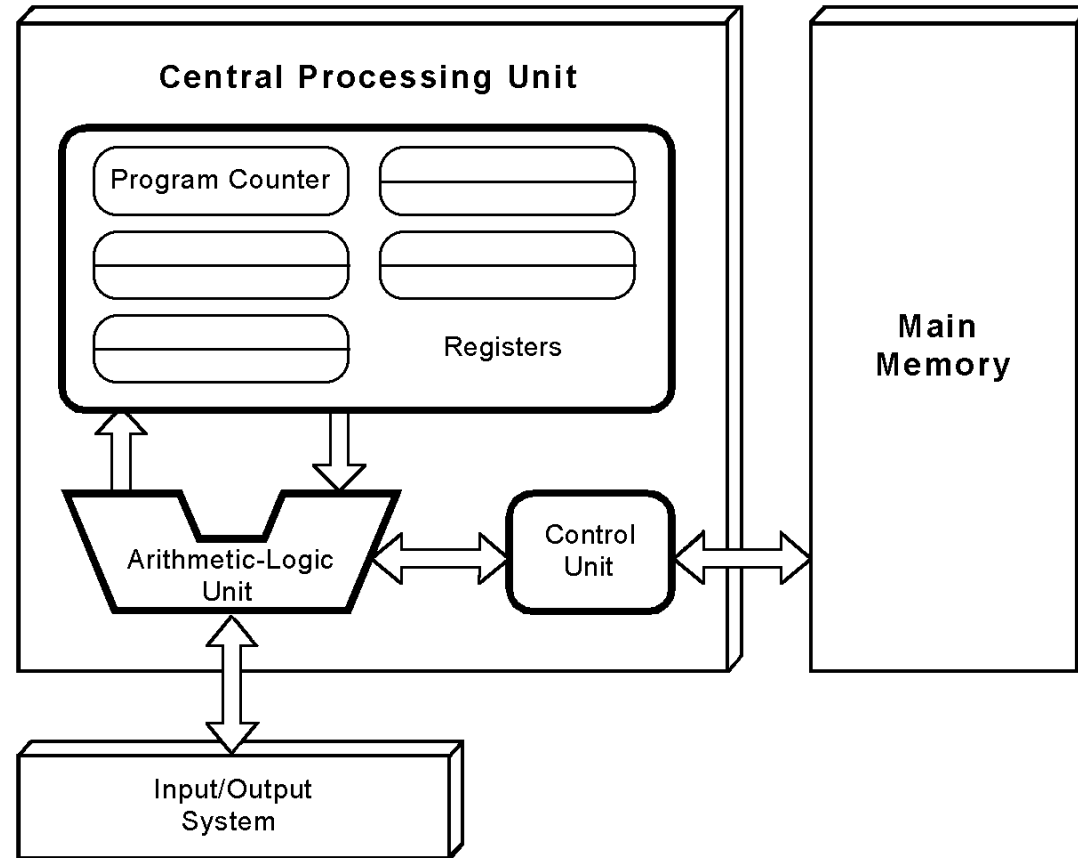 Central Processing Unit
Program Counter
Registers
Main
Memory
Arithmetic-Logic
Unit
Control
Unit
Input/Output
System